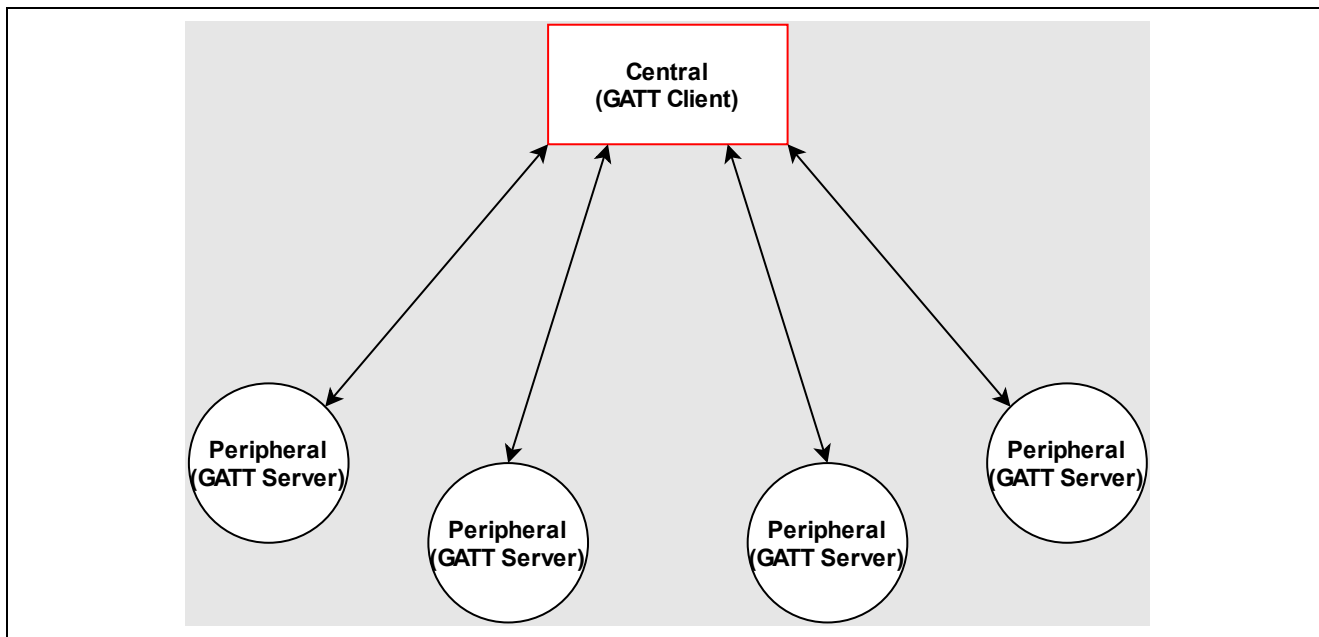 Central
(GATT Client)
Peripheral
(GATT Server)
Peripheral
(GATT Server)
Peripheral
(GATT Server)
Peripheral
(GATT Server)